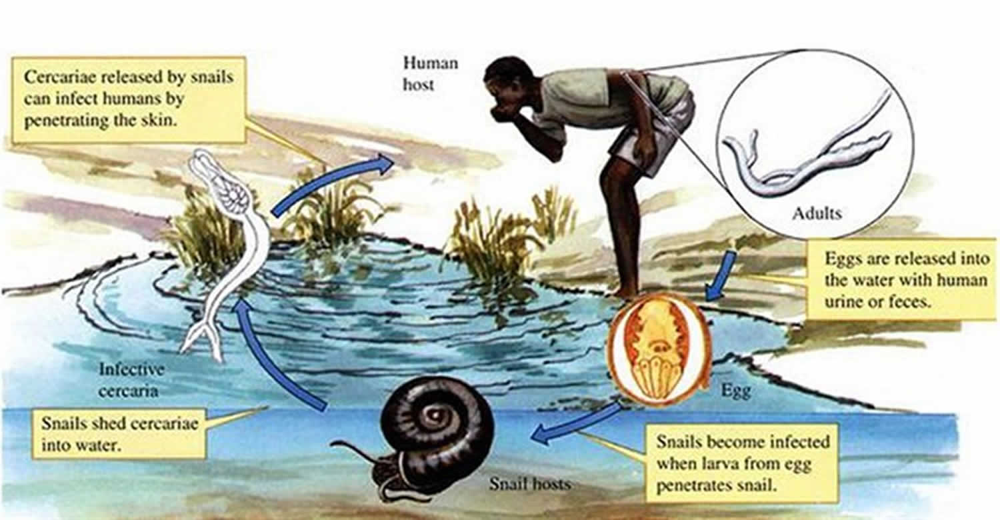 Cercariae released by snails
can infect humans by
penetrating the skin.
Human
host
Adults
Eggs are released into
the water with human
urine or feces.
Egg
Infective
cercaria
Snails shed cercariae
into water.
Snail hosts
Snails become infected
when larva from egg
penetrates snail.